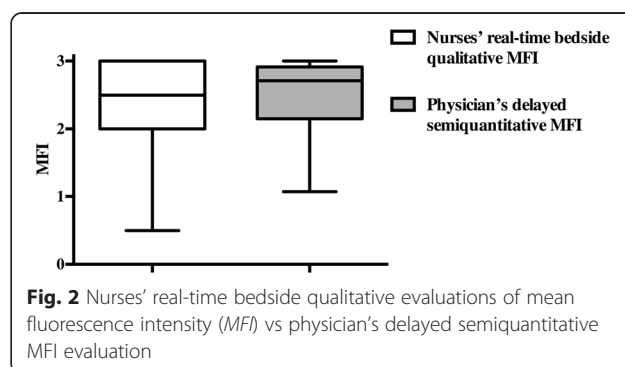 Nurses' real-time bedside
qualitative MFI
Physician's delayed
semiquantitative MFI
MFI
3
2
1
0
Fig. 2 Nurses' real-time bedside qualitative evaluations of mean
fluorescence intensity (MFI) vs physician's delayed semiquantitative
MFI evaluation